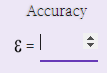 Accuracy
ε =